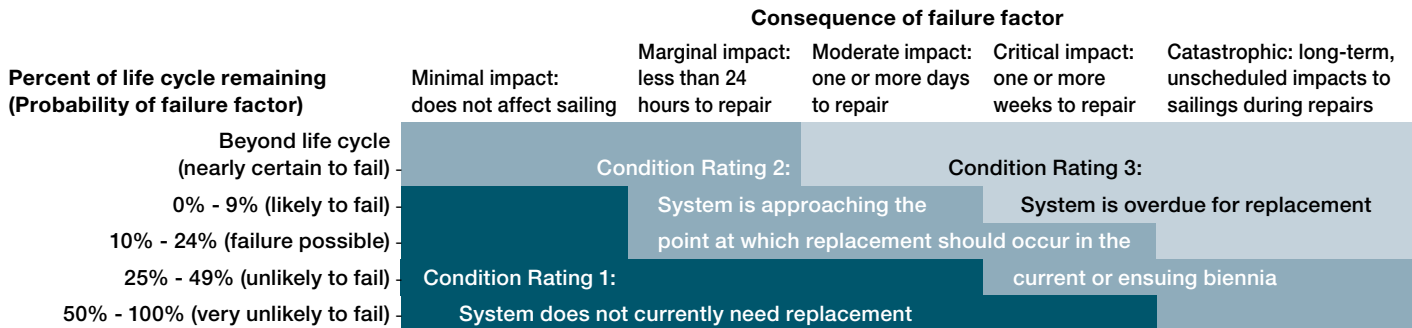 Consequence of failure factor
Percent of life cycle remaining
(Probability of failure factor)
Minimal impact:
does not affect sailing
Marginal impact:
less than 24
hours to repair
Moderate impact:
one or more days
to repair
Critical impact:
one or more
weeks to repair
Catastrophic: long-term,
unscheduled impacts to
sailings during repairs
Beyond life cycle
(nearly certain to fail)
Condition Rating 2:
Condition Rating 3:
0% - 9% (likely to fail)
System is approaching the
System is overdue for replacement
10% - 24% (failure possible)
point at which replacement should occur in the
25% - 49% (unlikely to fail)
Condition Rating 1:
current or ensuing biennia
50% - 100% (very unlikely to fail)
System does not currently need replacement